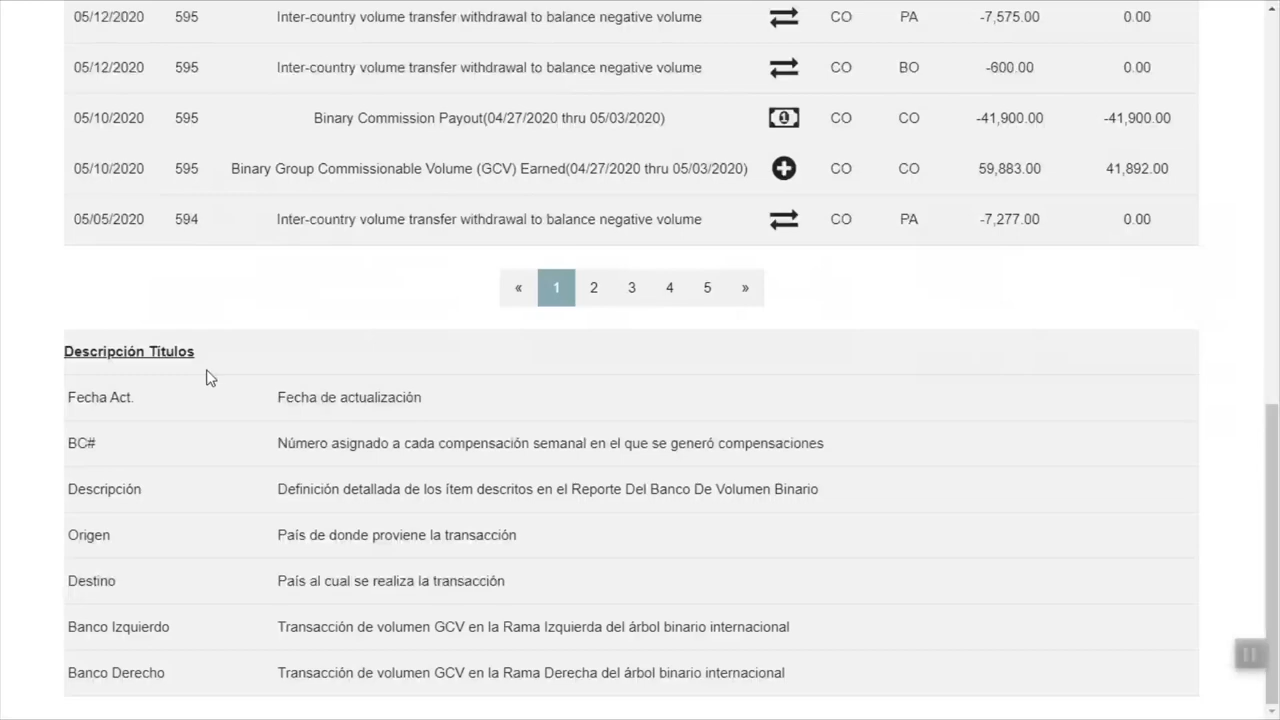 05/12/2020 595 Inter-country volume transfer withdrawal to balance negative volume CO PA -7,575.00 0.00
05/12/2020 595 Inter-country volume transfer withdrawal to balance negative volume CO BO -600.00 0.00
05/10/2020 595 Binary Commission Payout(04/27/2020 thru 05/03/2020) CO CO -41,900.00 -41,900.00
05/10/2020 595 Binary Group Commissionable Volume (GCV) Earned(04/27/2020 thru 05/03/2020) CO CO 59,883.00 41,892.00
05/05/2020 594 Inter-country volume transfer withdrawal to balance negative volume CO PA -7,277.00 0.00
« 1 2 3 4 5 »
Descripción Títulos
Fecha Act. Fecha de actualización
BC# Número asignado a cada compensación semanal en el que se generó compensaciones
Descripción Definición detallada de los ítem descritos en el Reporte Del Banco De Volumen Binario
Origen País de donde proviene la transacción
Destino País al cual se realiza la transacción
Banco Izquierdo Transacción de volumen GCV en la Rama Izquierda del árbol binario internacional
Banco Derecho Transacción de volumen GCV en la Rama Derecha del árbol binario internacional